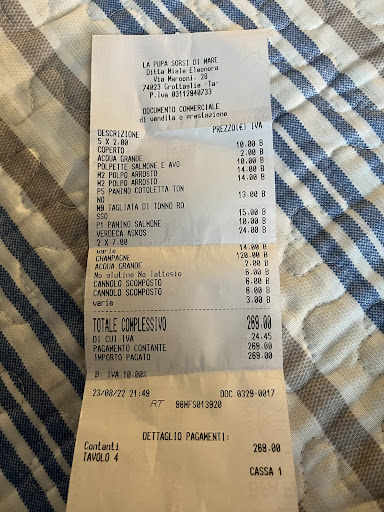 LA PUPA SORSI DI MARE
Ditta Miale Eleonora
Via Marconi, 28
74023 Grottaglie 'Ta'
P.Iva 03112940733
DOCUMENTO COMMERCIALE
di vendita o prestazione
DESCRIZIONE PREZZO(€) IVA
5 X 2.00
COPERTO 10.00 B
ACQUA GRANDE 2.00 B
POLPETTE SALMONE E AVO 10.00 B
M2 POLPO ARROSTO 14.00 B
M2 POLPO ARROSTO 14.00 B
P5 PANINO COTOLETTA TON
NO 13.00 B
M9 TAGLIATA DI TONNO RO
SSO 15.00 B
P1 PANINO SALMONE 10.00 B
VERDECA ASKOS 24.00 B
2 X 7.00
varie 14.00 B
CHAMPAGNE 120.00 B
ACQUA GRANDE 2.00 B
No glutine No lattosio 6.00 B
CANNOLO SCOMPOSTO 6.00 B
CANNOLO SCOMPOSTO 6.00 B
varie 3.00 B
TOTALE COMPLESSIVO 269.00
DI CUI IVA 24.45
PAGAMENTO CONTANTE 269.00
IMPORTO PAGATO 269.00
B: IVA 10.00%
23/08/22 21:49 DOC.0329-0017
RT 96MFS013920
DETTAGLIO PAGAMENTI:
Contanti 269.00
TAVOLO 4
CASSA 1